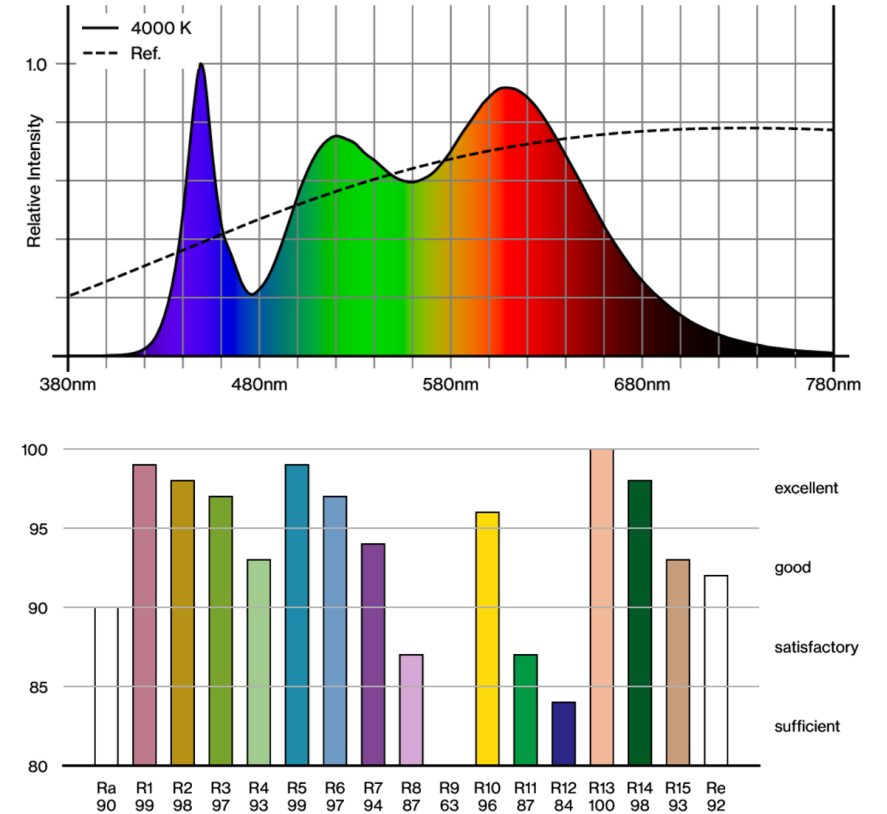 4000 K
Ref.
1.0
Relative Intensity
380nm 480nm 580nm 680nm 780nm
100
excellent
95
good
90
satisfactory
85
sufficient
80
Ra R1 R2 R3 R4 R5 R6 R7 R8 R9 R10 R11 R12 R13 R14 R15 Re
90 99 98 97 93 99 97 94 87 63 96 87 84 100 98 93 92